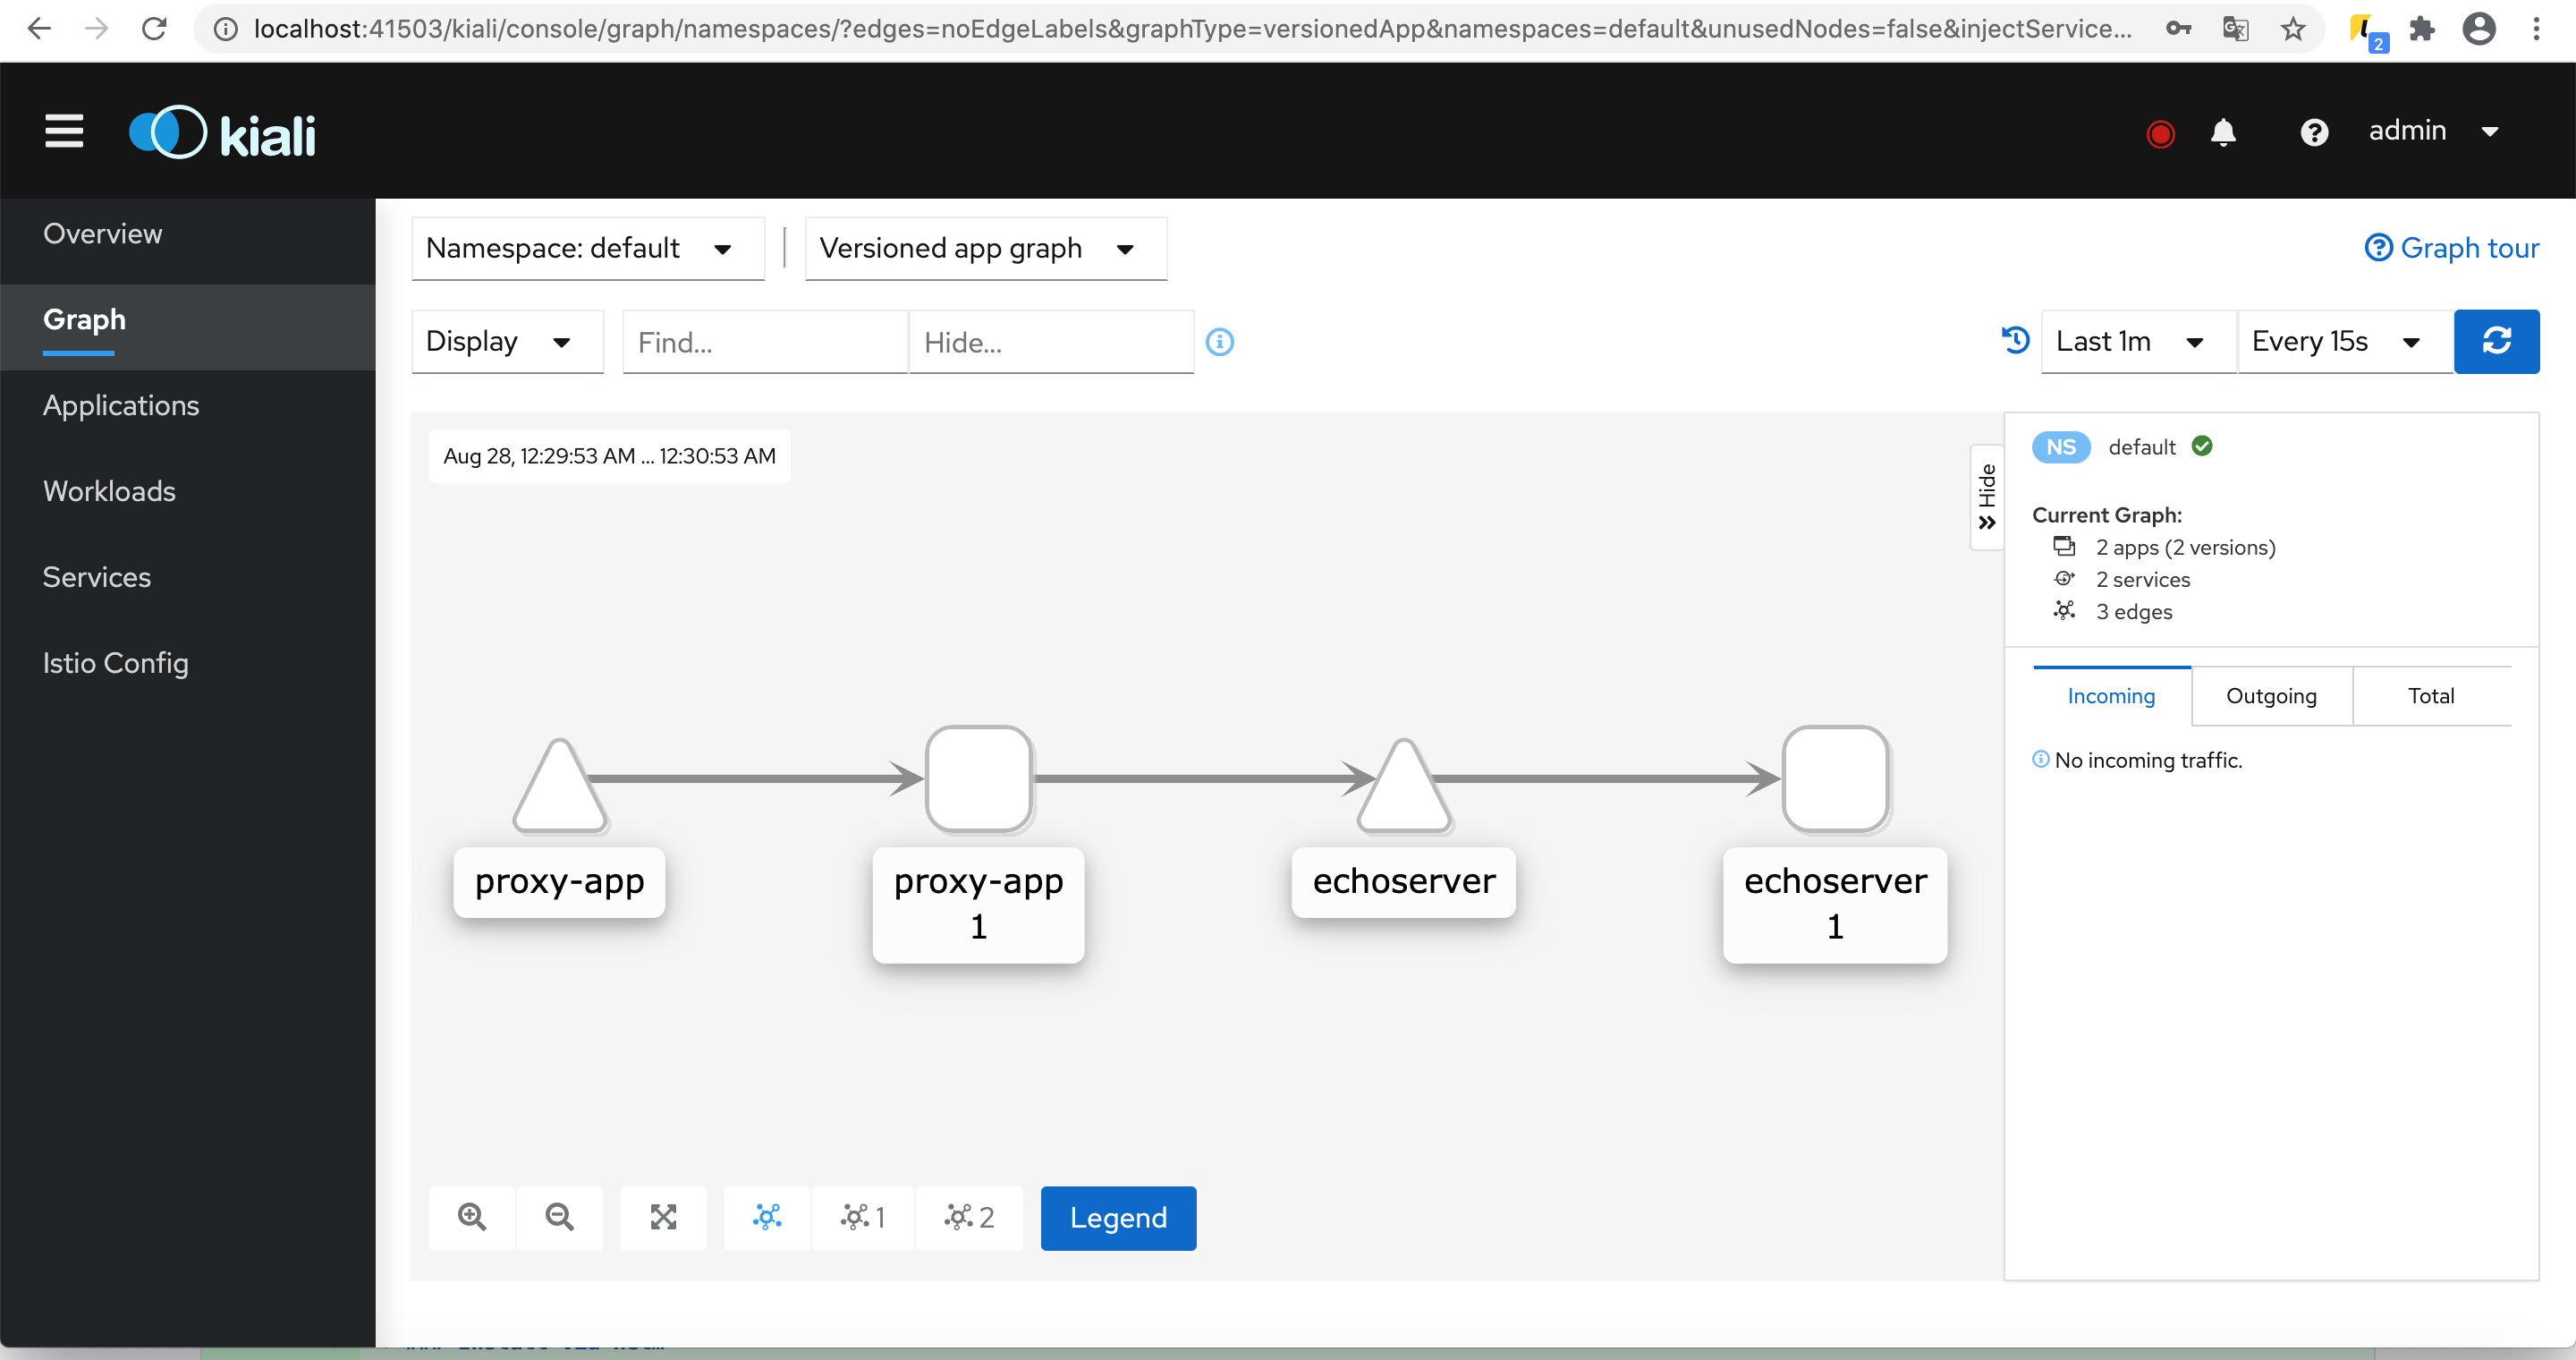 localhost:41503/kiali/console/graph/namespaces/?edges=noEdgeLabels&graphType=versionedApp&namespaces=default&unusedNodes=false&injectService...
2
kiali
admin
Overview
Graph
Applications
Workloads
Services
Istio Config
Namespace: default
Versioned app graph
Graph tour
Display
Find...
Hide...
Last 1m
Every 15s
Aug 28, 12:29:53 AM ... 12:30:53 AM
Hide
NS default
Current Graph:
2 apps (2 versions)
2 services
3 edges
Incoming
Outgoing
Total
No incoming traffic.
proxy-app
proxy-app
1
echoserver
echoserver
1
1
2
Legend